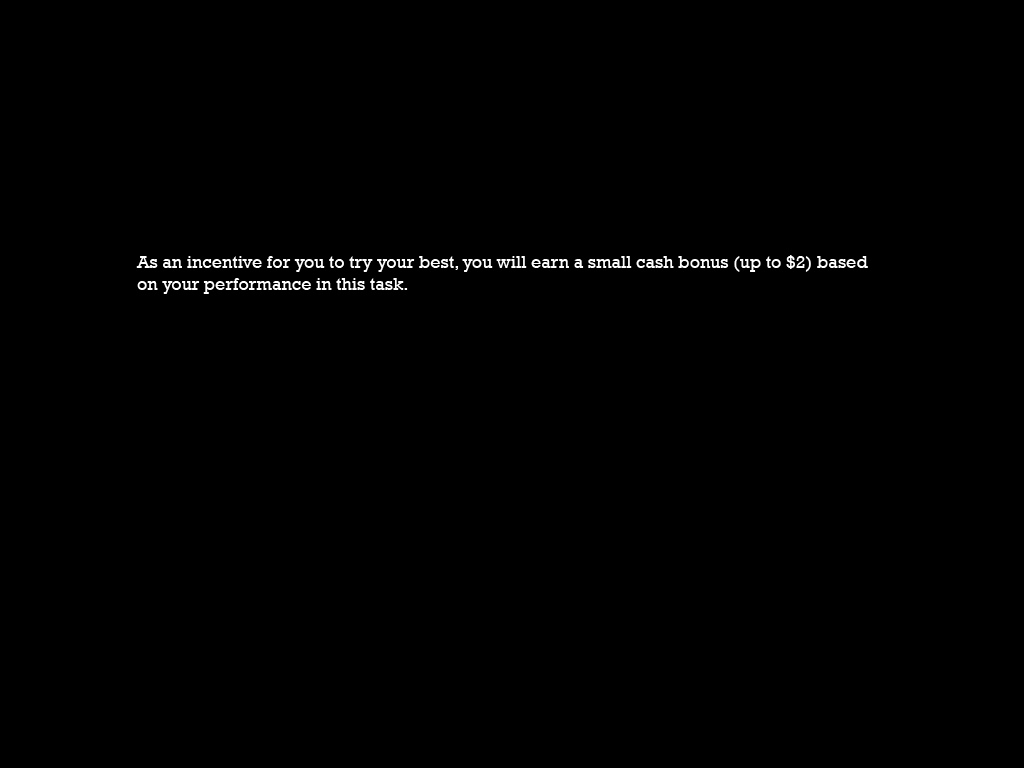 As an incentive for you to try your best, you will earn a small cash bonus (up to $2) based
on your performance in this task.